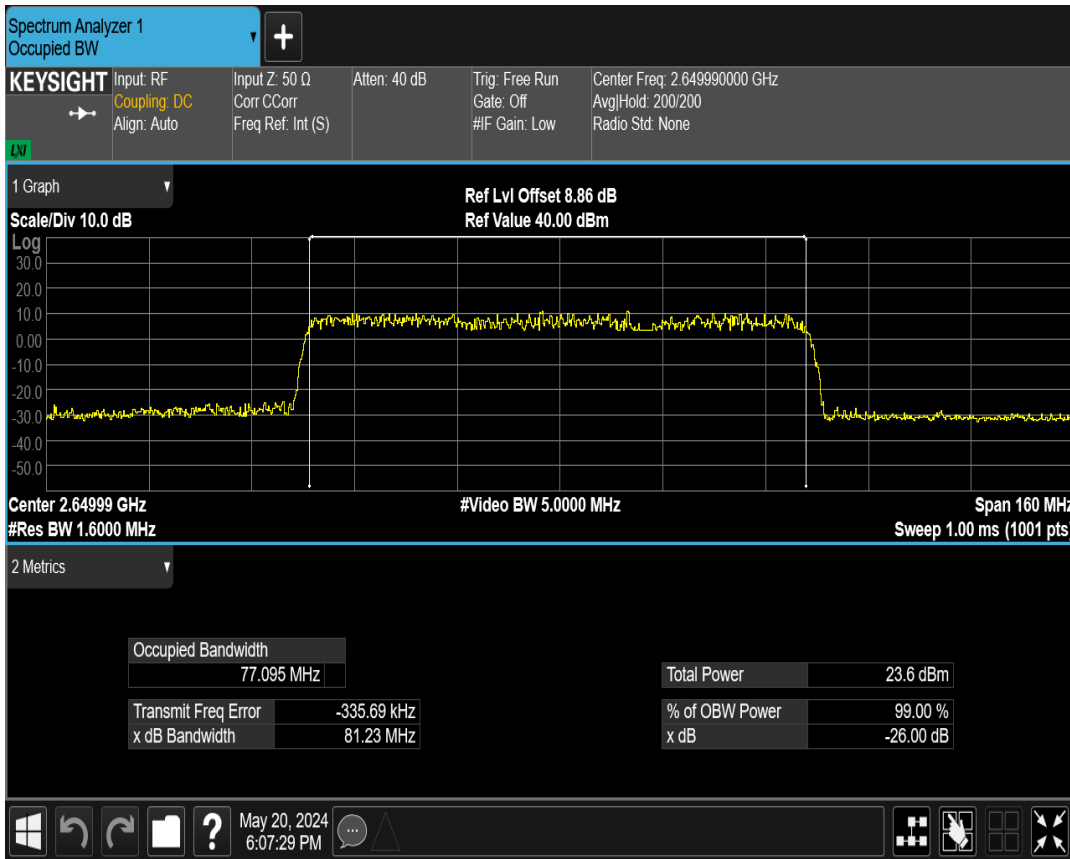 Spectrum Analyzer 1
Occupied BW
+
KEYSIGHT
LXI
Input: RF
Coupling: DC
Align: Auto
Input Z: 50 Ω
Corr CCorr
Freq Ref: Int (S)
Atten: 40 dB
Trig: Free Run
Gate: Off
#IF Gain: Low
Center Freq: 2.649990000 GHz
Avg|Hold: 200/200
Radio Std: None
1 Graph
Scale/Div 10.0 dB
Ref Lvl Offset 8.86 dB
Ref Value 40.00 dBm
Log
30.0
20.0
10.0
0.00
-10.0
-20.0
-30.0
-40.0
-50.0
Center 2.64999 GHz
#Video BW 5.0000 MHz
Span 160 MHz
#Res BW 1.6000 MHz
Sweep 1.00 ms (1001 pts)
2 Metrics
Occupied Bandwidth
77.095 MHz
Transmit Freq Error -335.69 kHz
x dB Bandwidth 81.23 MHz
Total Power 23.6 dBm
% of OBW Power 99.00 %
x dB -26.00 dB
?
May 20, 2024
6:07:29 PM